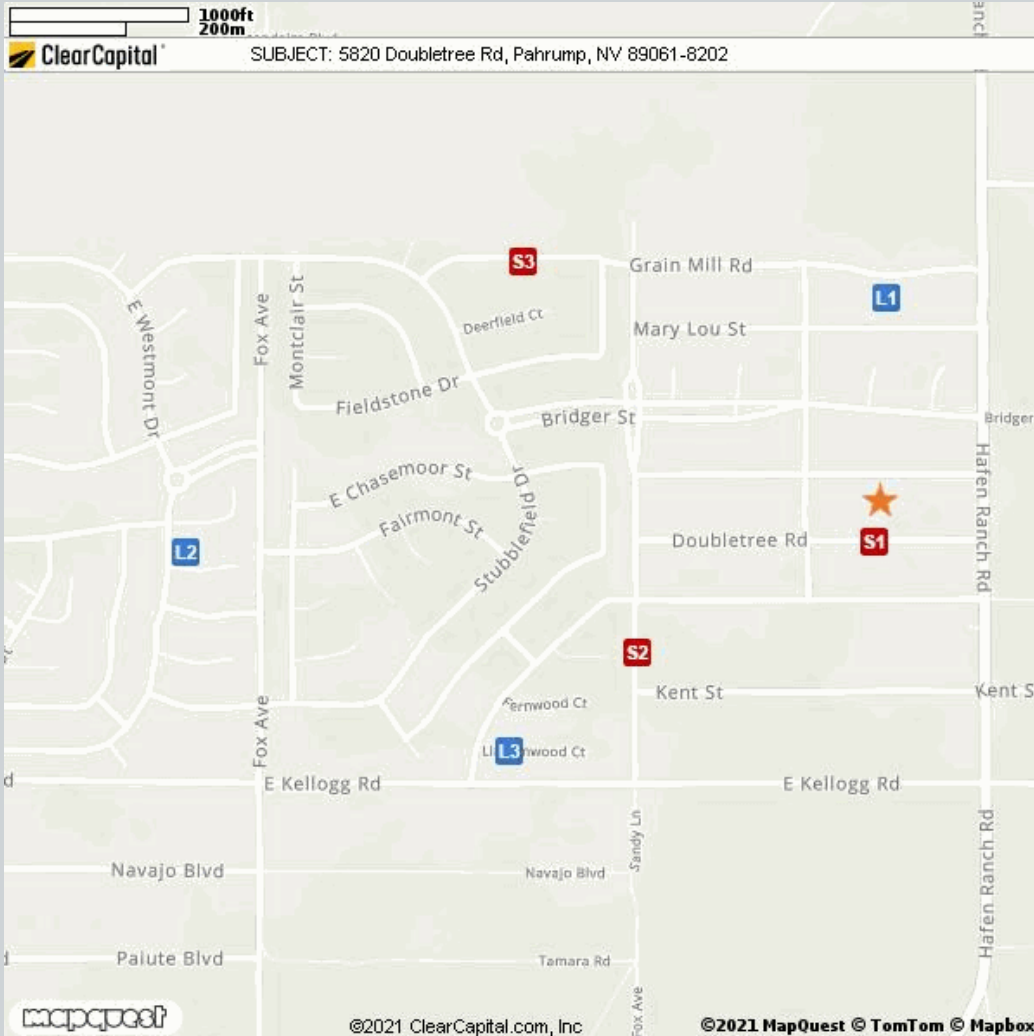 1000ft
200m
ClearCapital
SUBJECT: 5820 Doubletree Rd, Pahrump, NV 89061-8202
S3
Grain Mill Rd
L1
E Westmont Dr
Fox Ave
Montclair St
Deerfield Ct
Mary Lou St
Fieldstone Dr
Bridger St
Bridger
E Chasemoor St
Fairmont St
Stubblefield Dr
Hafen Ranch Rd
L2
Doubletree Rd
S1
S2
Kent St
Kent S
Fernwood Ct
Fox Ave
L3
nwood Ct
E Kellogg Rd
E Kellogg Rd
Sandy Ln
Hafen Ranch Rd
Navajo Blvd
Navajo Blvd
Paiute Blvd
Tamara Rd
Fox Ave
mapquest
©2021 ClearCapital.com, Inc
©2021 MapQuest © TomTom © Mapbox